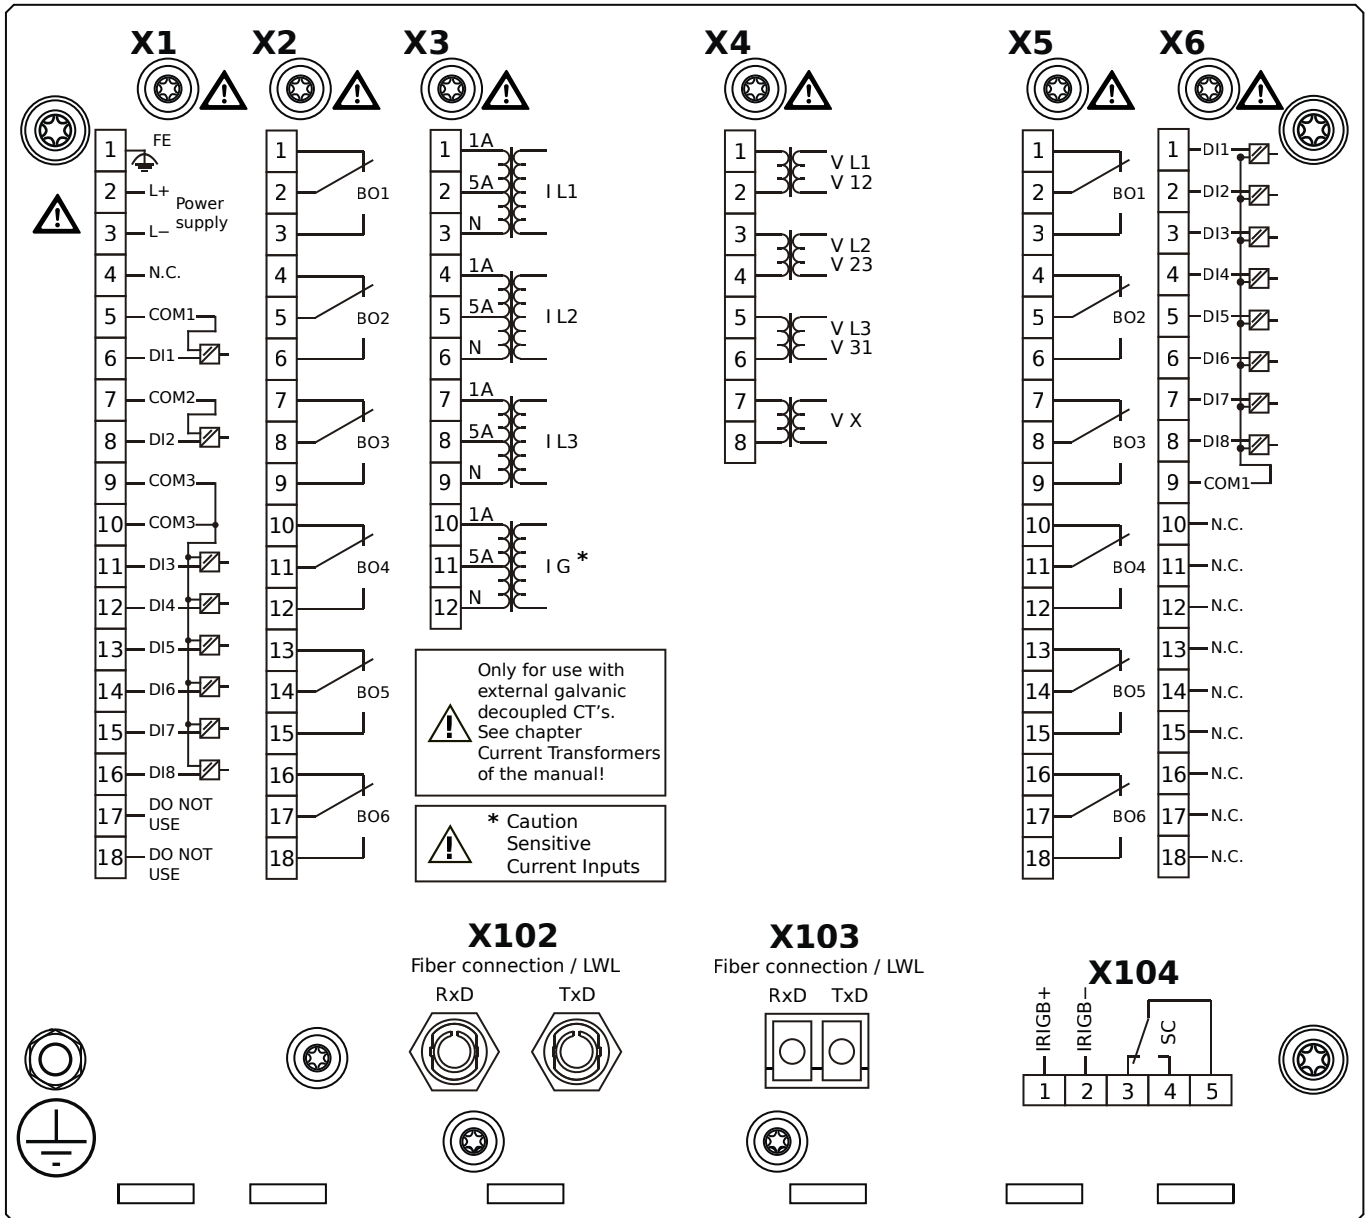 X1 X2 X3 X4 X5 X6
1 FE
2 L+
Power
supply
3 L−
4 N.C.
5 COM1
6 DI1
7 COM2
8 DI2
9 COM3
10 COM3
11 DI3
12 DI4
13 DI5
14 DI6
15 DI7
16 DI8
17 DO NOT
USE
18 DO NOT
USE
1
2 BO1
3
4
5 BO2
6
7
8 BO3
9
10
11 BO4
12
13
14 BO5
15
16
17 BO6
18
1 1A
2 5A I L1
3 N
4 1A
5 5A I L2
6 N
7 1A
8 5A I L3
9 N
10 1A
11 5A I G *
12 N
Only for use with
external galvanic
decoupled CT's.
See chapter
Current Transformers
of the manual!
* Caution
Sensitive
Current Inputs
1 V L1
2 V 12
3 V L2
4 V 23
5 V L3
6 V 31
7 V X
8
1
2 BO1
3
4
5 BO2
6
7
8 BO3
9
10
11 BO4
12
13
14 BO5
15
16
17 BO6
18
1 DI1
2 DI2
3 DI3
4 DI4
5 DI5
6 DI6
7 DI7
8 DI8
9 COM1
10 N.C.
11 N.C.
12 N.C.
13 N.C.
14 N.C.
15 N.C.
16 N.C.
17 N.C.
18 N.C.
X102
Fiber connection / LWL
RxD TxD
X103
Fiber connection / LWL
RxD TxD
X104
IRIGB+
IRIGB−
SC
1 2 3 4 5